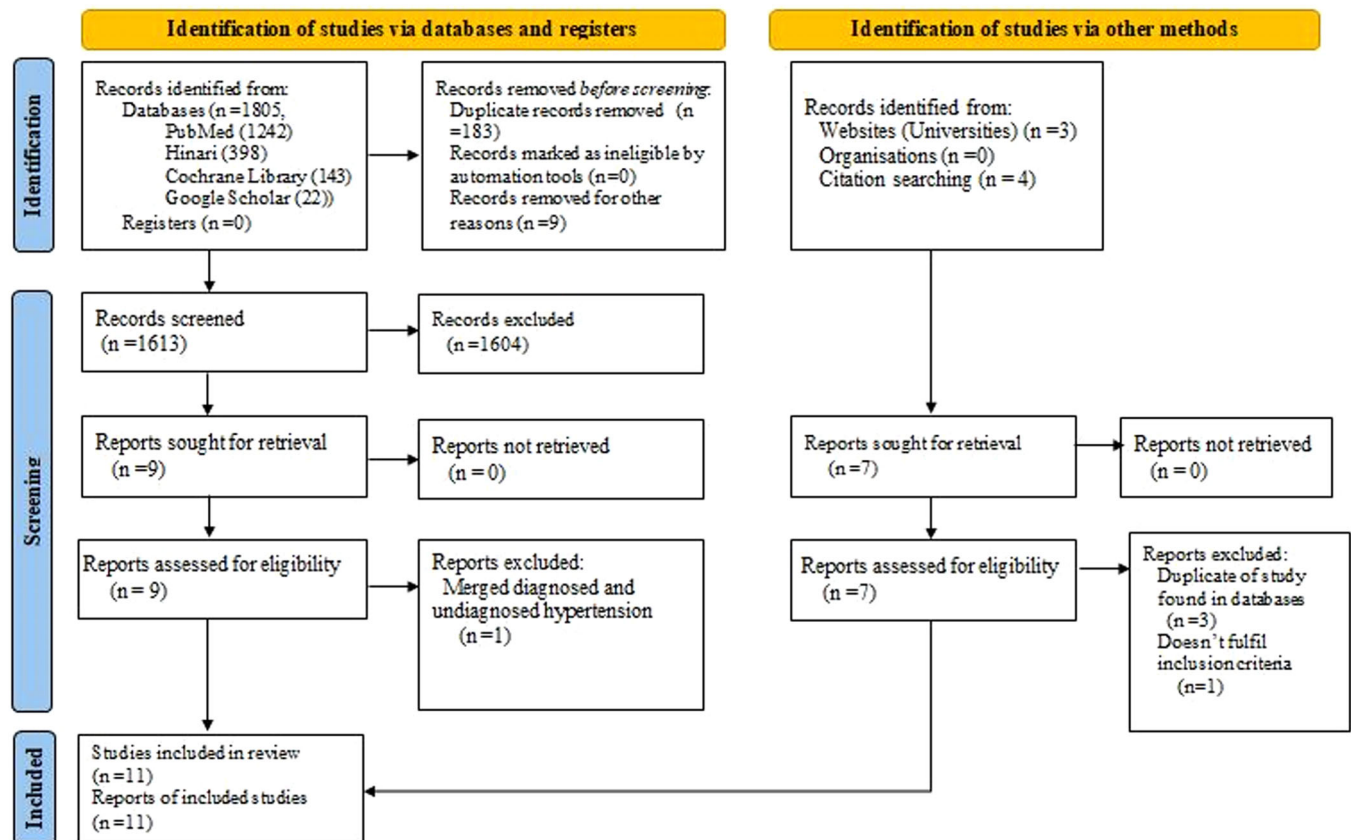 Identification of studies via databases and registers
Identification of studies via other methods
Identification
Records identified from:
Databases (n =1805,
PubMed (1242)
Hinari (398)
Cochrane Library (143)
Google Scholar (22))
Registers (n =0)
Records removed before screening:
Duplicate records removed (n
=183)
Records marked as ineligible by
automation tools (n=0)
Records removed for other
reasons (n =9)
Records identified from:
Websites (Universities) (n =3)
Organisations (n =0)
Citation searching (n = 4)
Screening
Records screened
(n =1613)
Records excluded
(n =1604)
Reports sought for retrieval
(n =9)
Reports not retrieved
(n = 0)
Reports sought for retrieval
(n =7)
Reports not retrieved
(n = 0)
Reports assessed for eligibility
(n = 9)
Reports excluded:
Merged diagnosed and
undiagnosed hypertension
(n =1)
Reports assessed for eligibility
(n =7)
Reports excluded:
Duplicate of study
found in databases
(n =3)
Doesn't fulfil
inclusion criteria
(n=1)
Included
Studies included in review
(n =11)
Reports of included studies
(n =11)